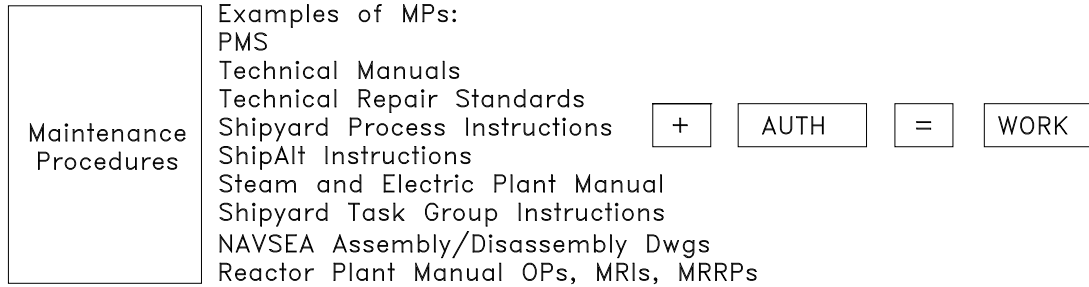 Maintenance
Procedures
Examples of MPs:
PMS
Technical Manuals
Technical Repair Standards
Shipyard Process Instructions
ShipAlt Instructions
Steam and Electric Plant Manual
Shipyard Task Group Instructions
NAVSEA Assembly/Disassembly Dwgs
Reactor Plant Manual OPs, MRIs, MRRPs
+ AUTH = WORK